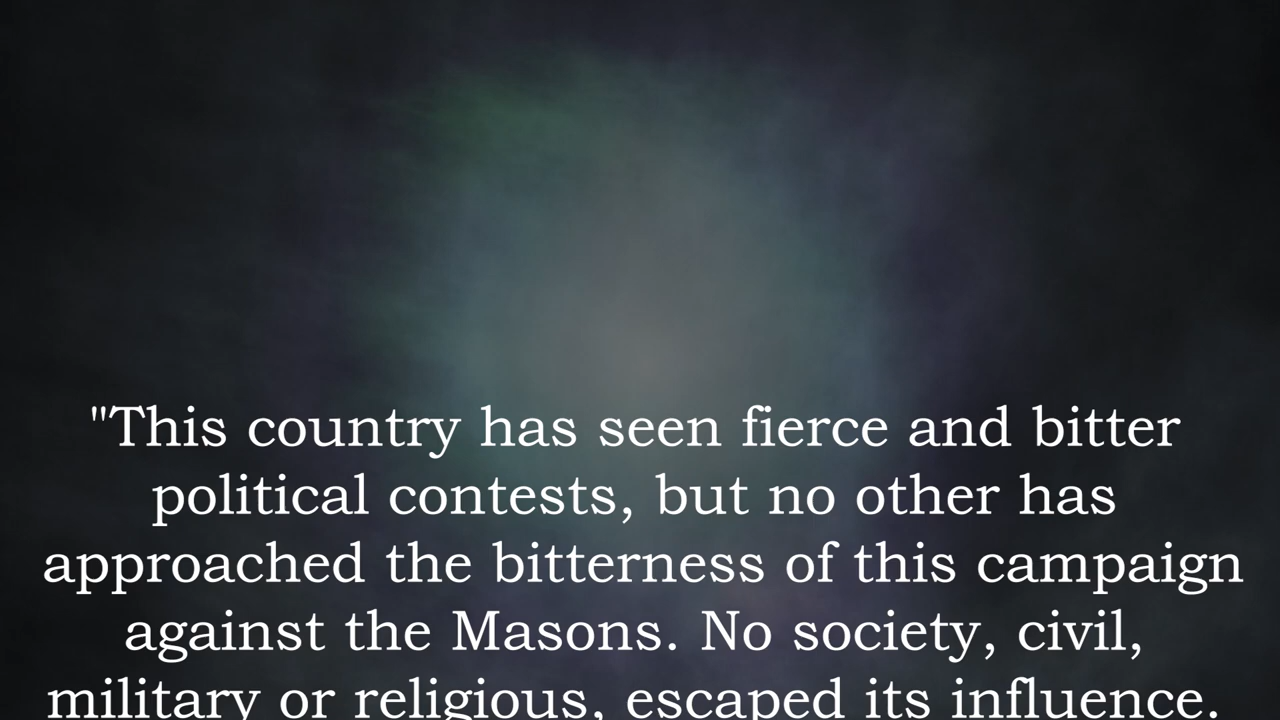 "This country has seen fierce and bitter
political contests, but no other has
approached the bitterness of this campaign
against the Masons. No society, civil,
military or religious, escaped its influence.